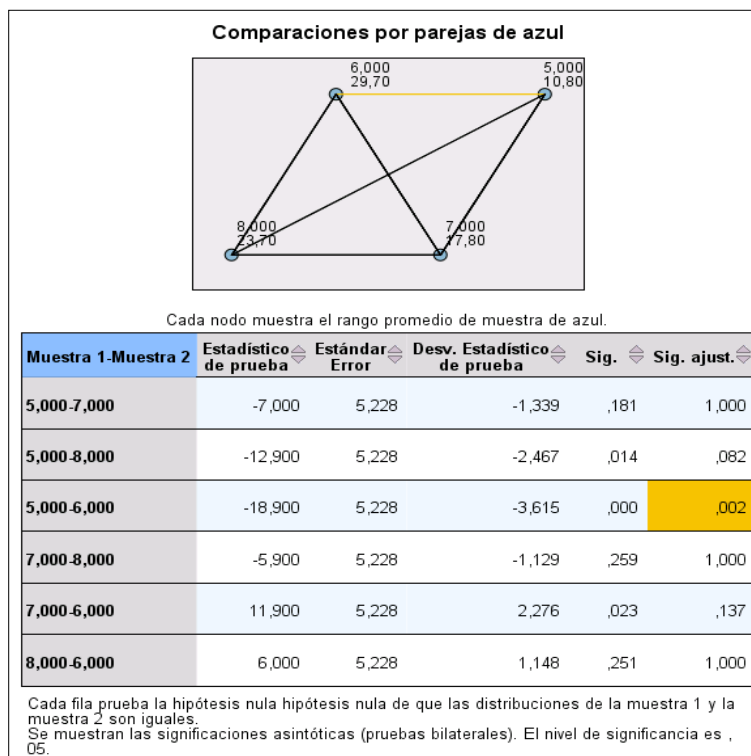 Comparaciones por parejas de azul
6,000
29,70
5,000
10,80
8,000
23,70
7,000
17,80
Cada nodo muestra el rango promedio de muestra de azul.
Muestra 1-Muestra 2 Estadístico de prueba Estándar Error Desv. Estadístico de prueba Sig. Sig. ajust.
5,000-7,000 -7,000 5,228 -1,339 ,181 1,000
5,000-8,000 -12,900 5,228 -2,467 ,014 ,082
5,000-6,000 -18,900 5,228 -3,615 ,000 ,002
7,000-8,000 -5,900 5,228 -1,129 ,259 1,000
7,000-6,000 11,900 5,228 2,276 ,023 ,137
8,000-6,000 6,000 5,228 1,148 ,251 1,000
Cada fila prueba la hipótesis nula hipótesis nula de que las distribuciones de la muestra 1 y la
muestra 2 son iguales.
Se muestran las significaciones asintóticas (pruebas bilaterales). El nivel de significancia es ,
05.